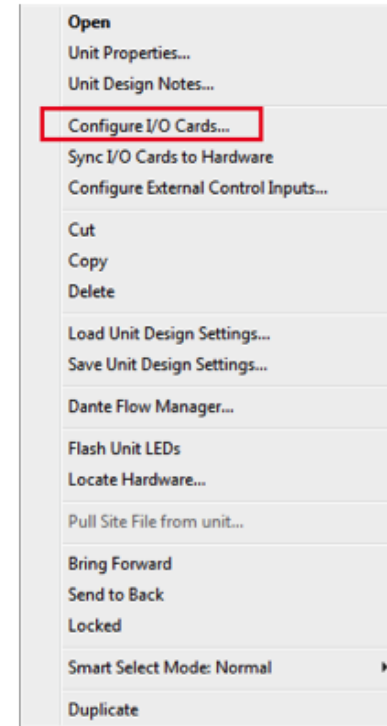 Open
Unit Properties...
Unit Design Notes...
Configure I/O Cards...
Sync I/O Cards to Hardware
Configure External Control Inputs...
Cut
Copy
Delete
Load Unit Design Settings...
Save Unit Design Settings...
Dante Flow Manager...
Flash Unit LEDs
Locate Hardware...
Pull Site File from unit...
Bring Forward
Send to Back
Locked
Smart Select Mode: Normal
Duplicate